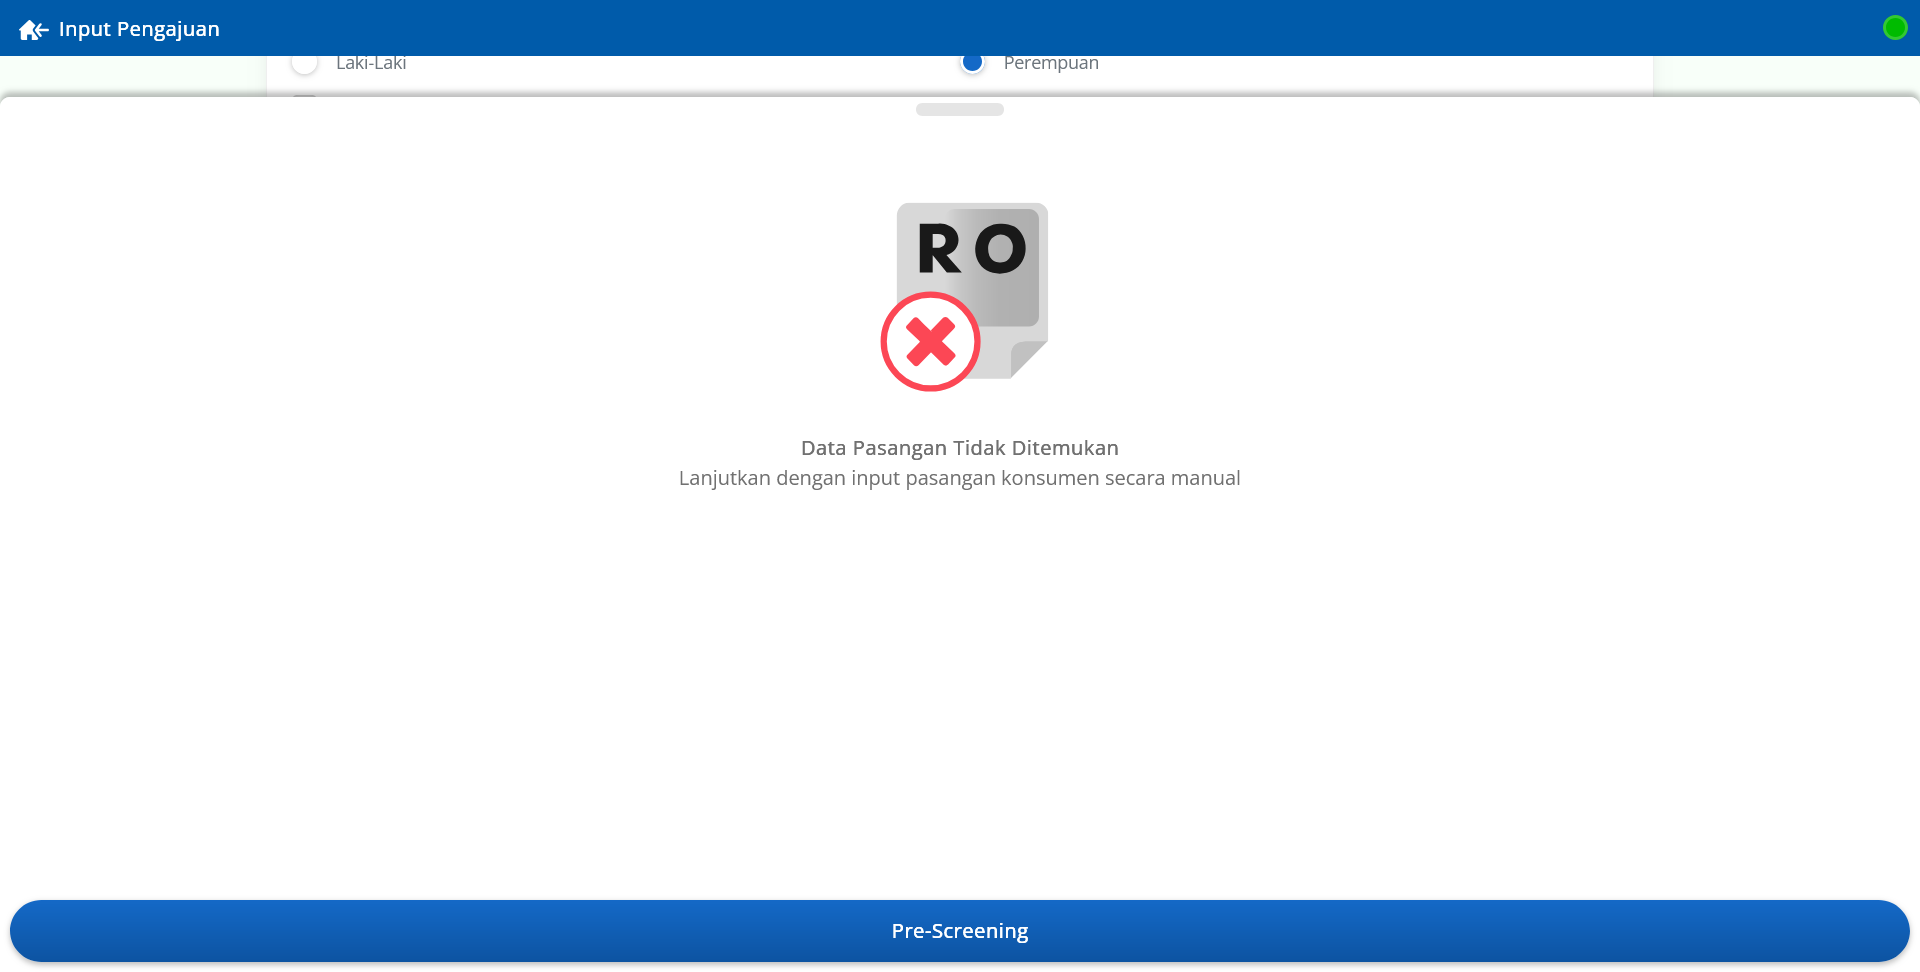 Input Pengajuan
Laki-Laki
Perempuan
RO
Data Pasangan Tidak Ditemukan
Lanjutkan dengan input pasangan konsumen secara manual
Pre-Screening